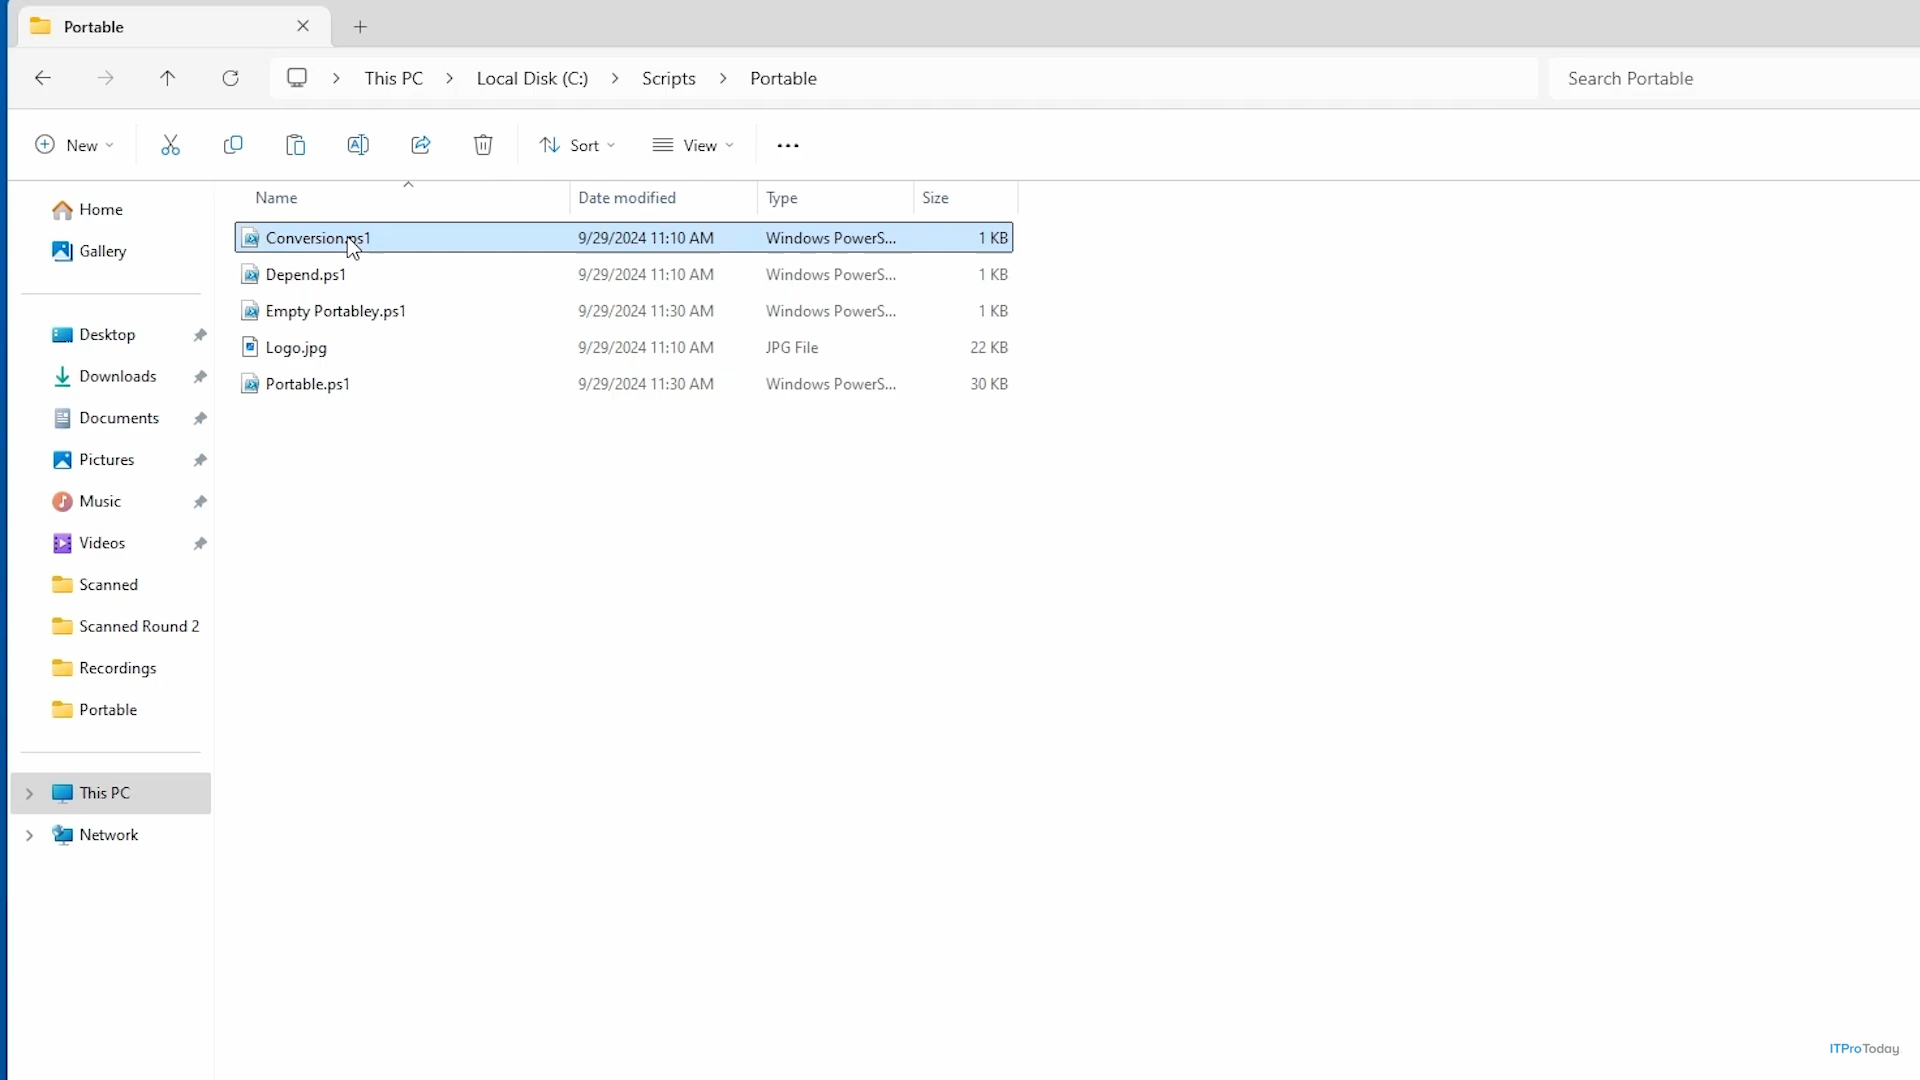 Portable
This PC
Local Disk (C:)
Scripts
Portable
Search Portable
New
Sort
View
Name
Date modified
Type
Size
Conversion.ps1 9/29/2024 11:10 AM Windows PowerS... 1 KB
Depend.ps1 9/29/2024 11:10 AM Windows PowerS... 1 KB
Empty Portabley.ps1 9/29/2024 11:30 AM Windows PowerS... 1 KB
Logo.jpg 9/29/2024 11:10 AM JPG File 22 KB
Portable.ps1 9/29/2024 11:30 AM Windows PowerS... 30 KB
Home
Gallery
Desktop
Downloads
Documents
Pictures
Music
Videos
Scanned
Scanned Round 2
Recordings
Portable
This PC
Network
ITProToday